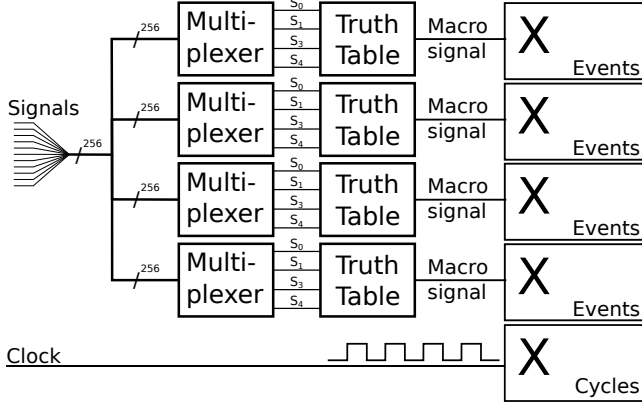 256
Multi-
plexer
S0
S1
S3
S4
Truth
Table
Macro
signal
X
Events
Signals
256
256
Multi-
plexer
S0
S1
S3
S4
Truth
Table
Macro
signal
X
Events
256
Multi-
plexer
S0
S1
S3
S4
Truth
Table
Macro
signal
X
Events
256
Multi-
plexer
S0
S1
S3
S4
Truth
Table
Macro
signal
X
Events
Clock
X
Cycles